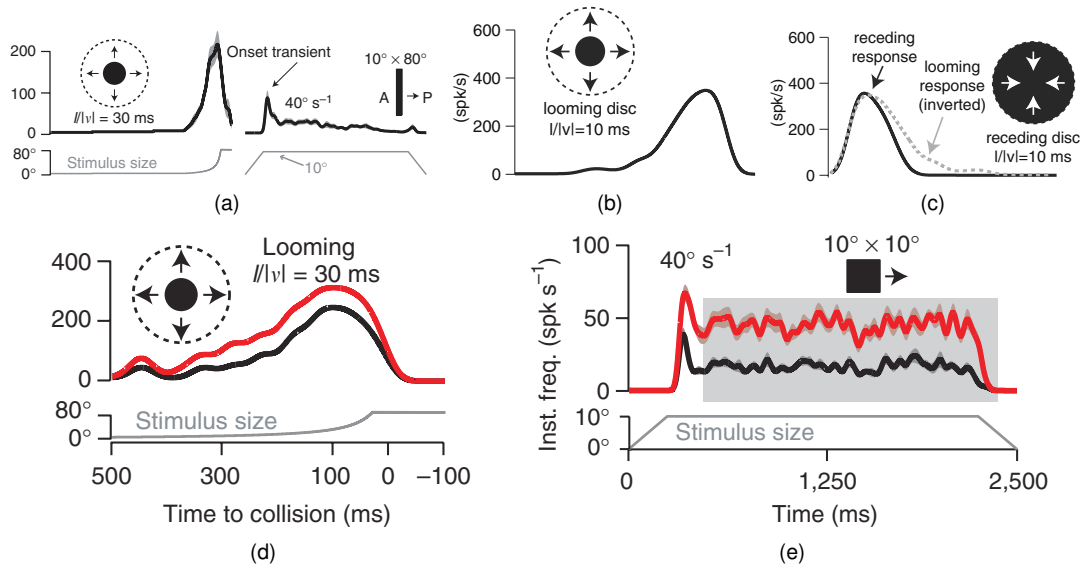 200
100
0
80°
0°
l/|v| = 30 ms
Stimulus size
Onset transient
40° s⁻¹
10° × 80°
A → P
10°
(a)
(spk/s)
600
400
200
0
looming disc
l/|v|=10 ms
(b)
(spk/s)
600
400
200
0
receding
response
looming
response
(inverted)
receding disc
l/|v|=10 ms
(c)
400
200
0
Looming
l/|v| = 30 ms
80°
0°
Stimulus size
500
300
100
0
−100
Time to collision (ms)
(d)
Inst. freq. (spk s⁻¹)
100
50
0
40° s⁻¹
10° × 10°
10°
0°
Stimulus size
0
1,250
2,500
Time (ms)
(e)